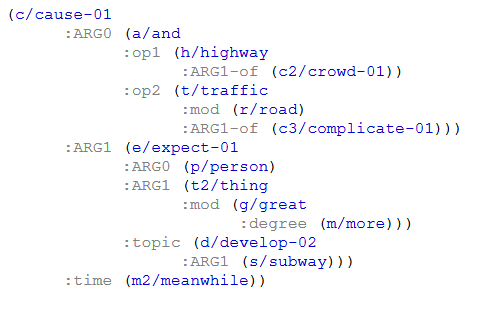 (c/cause-01
:ARG0 (a/and
:op1 (h/highway
:ARG1-of (c2/crowd-01))
:op2 (t/traffic
:mod (r/road)
:ARG1-of (c3/complicate-01)))
:ARG1 (e/expect-01
:ARG0 (p/person)
:ARG1 (t2/thing
:mod (g/great
:degree (m/more)))
:topic (d/develop-02
:ARG1 (s/subway)))
:time (m2/meanwhile))